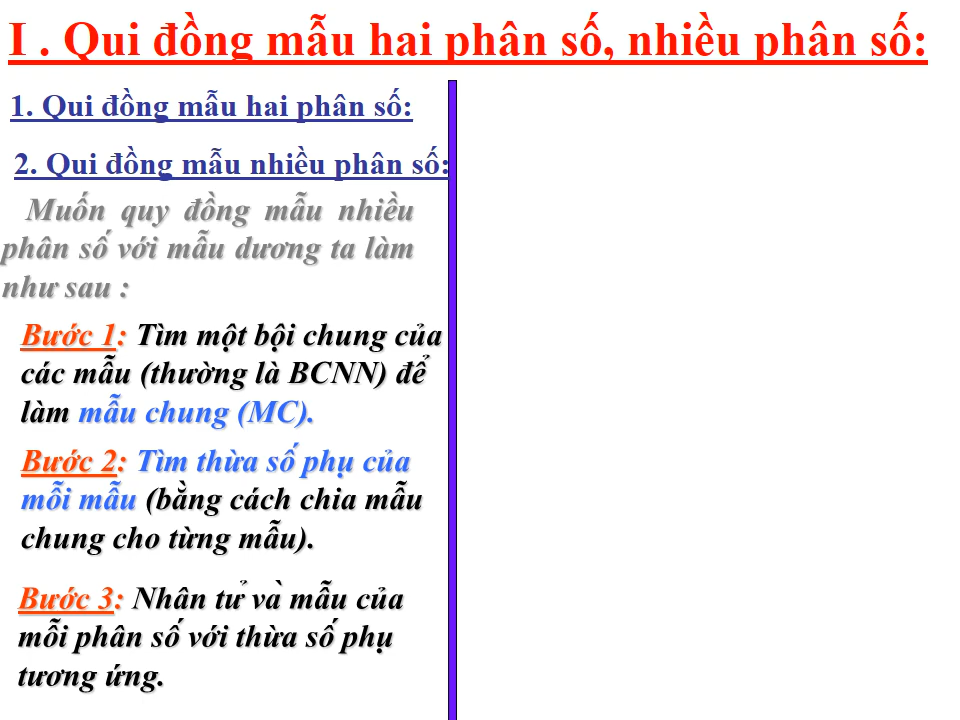 I . Qui đồng mẫu hai phân số, nhiều phân số:
1. Qui đồng mẫu hai phân số:
2. Qui đồng mẫu nhiều phân số:
Muốn quy đồng mẫu nhiều
phân số với mẫu dương ta làm
như sau :
Bước 1: Tìm một bội chung của
các mẫu (thường là BCNN) để
làm mẫu chung (MC).
Bước 2: Tìm thừa số phụ của
mỗi mẫu (bằng cách chia mẫu
chung cho từng mẫu).
Bước 3: Nhân tử và mẫu của
mỗi phân số với thừa số phụ
tương ứng.